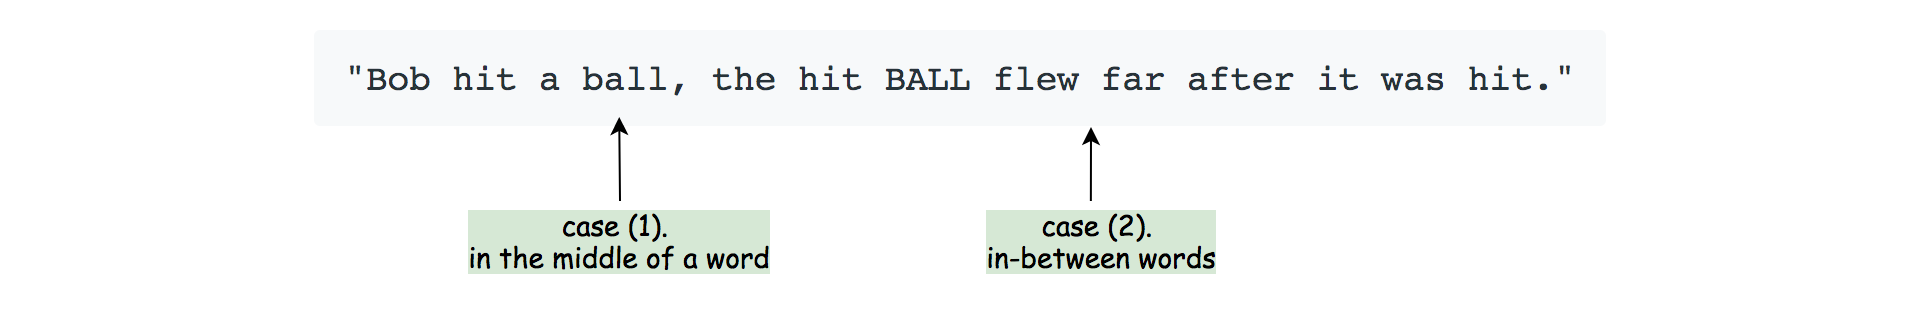 "Bob hit a ball, the hit BALL flew far after it was hit."
case (1).
in the middle of a word
case (2).
in-between words